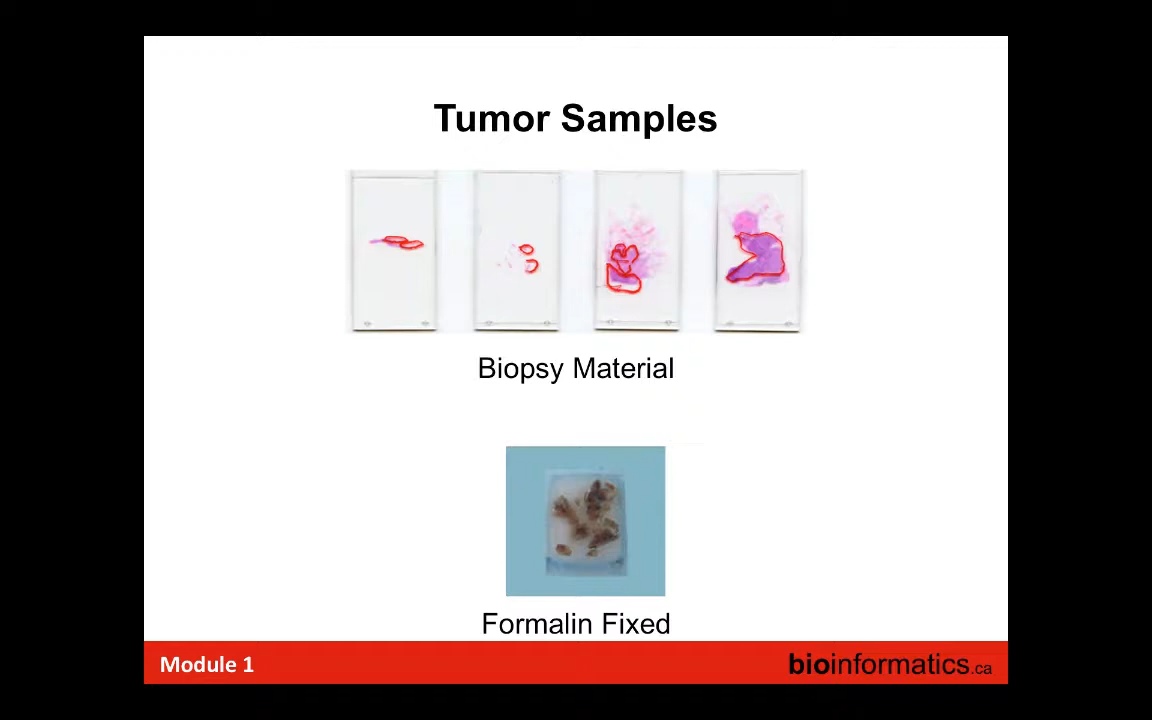 Tumor Samples
Biopsy Material
Formalin Fixed
Module 1
bioinformatics.ca